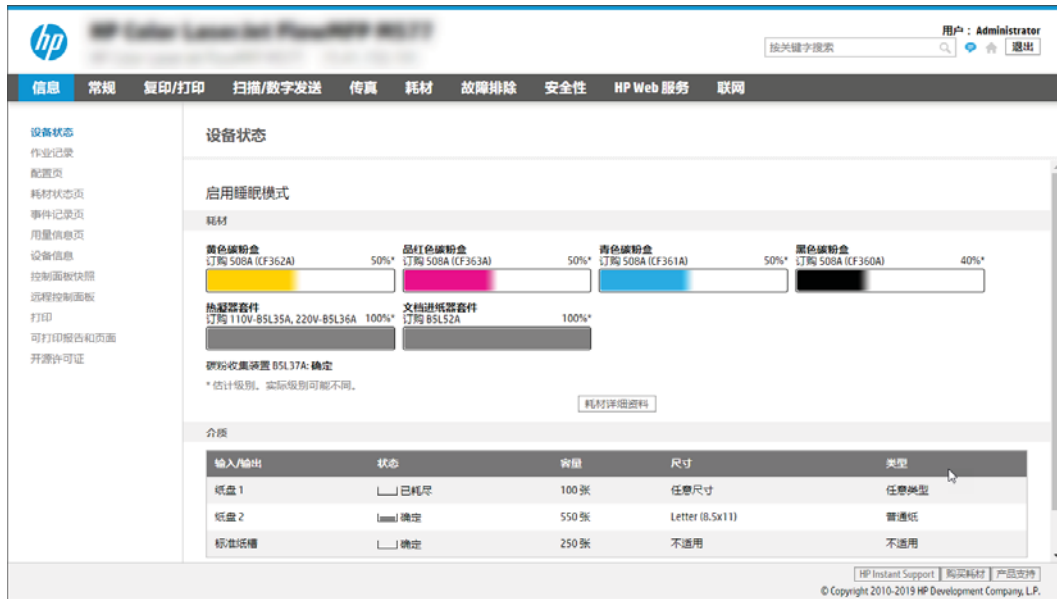 hp
HP Color LaserJet FlowMFP M577
用户：Administrator
按关键字搜索
退出
信息 常规 复印/打印 扫描/数字发送 传真 耗材 故障排除 安全性 HP Web 服务 联网
设备状态
作业记录
配置页
耗材状态页
事件记录页
用量信息页
设备信息
控制面板快照
远程控制面板
打印
可打印报告和页面
开源许可证
设备状态
启用睡眠模式
耗材
黄色碳粉盒 品红色碳粉盒 青色碳粉盒 黑色碳粉盒
订购 508A (CF362A) 50%* 订购 508A (CF363A) 50%* 订购 508A (CF361A) 50%* 订购 508A (CF360A) 40%*
热凝器套件 文档进纸器套件
订购 110V-B5L35A, 220V-B5L36A 100%* 订购 B5L52A 100%*
碳粉收集装置 B5L37A: 确定
* 估计级别。实际级别可能不同。
耗材详细资料
介质
输入/输出 状态 容量 尺寸 类型
纸盘 1 已耗尽 100 张 任意尺寸 任意类型
纸盘 2 确定 550 张 Letter (8.5x11) 普通纸
标准纸槽 确定 250 张 不适用 不适用
HP Instant Support 购买耗材 产品支持
© Copyright 2010-2019 HP Development Company, L.P.